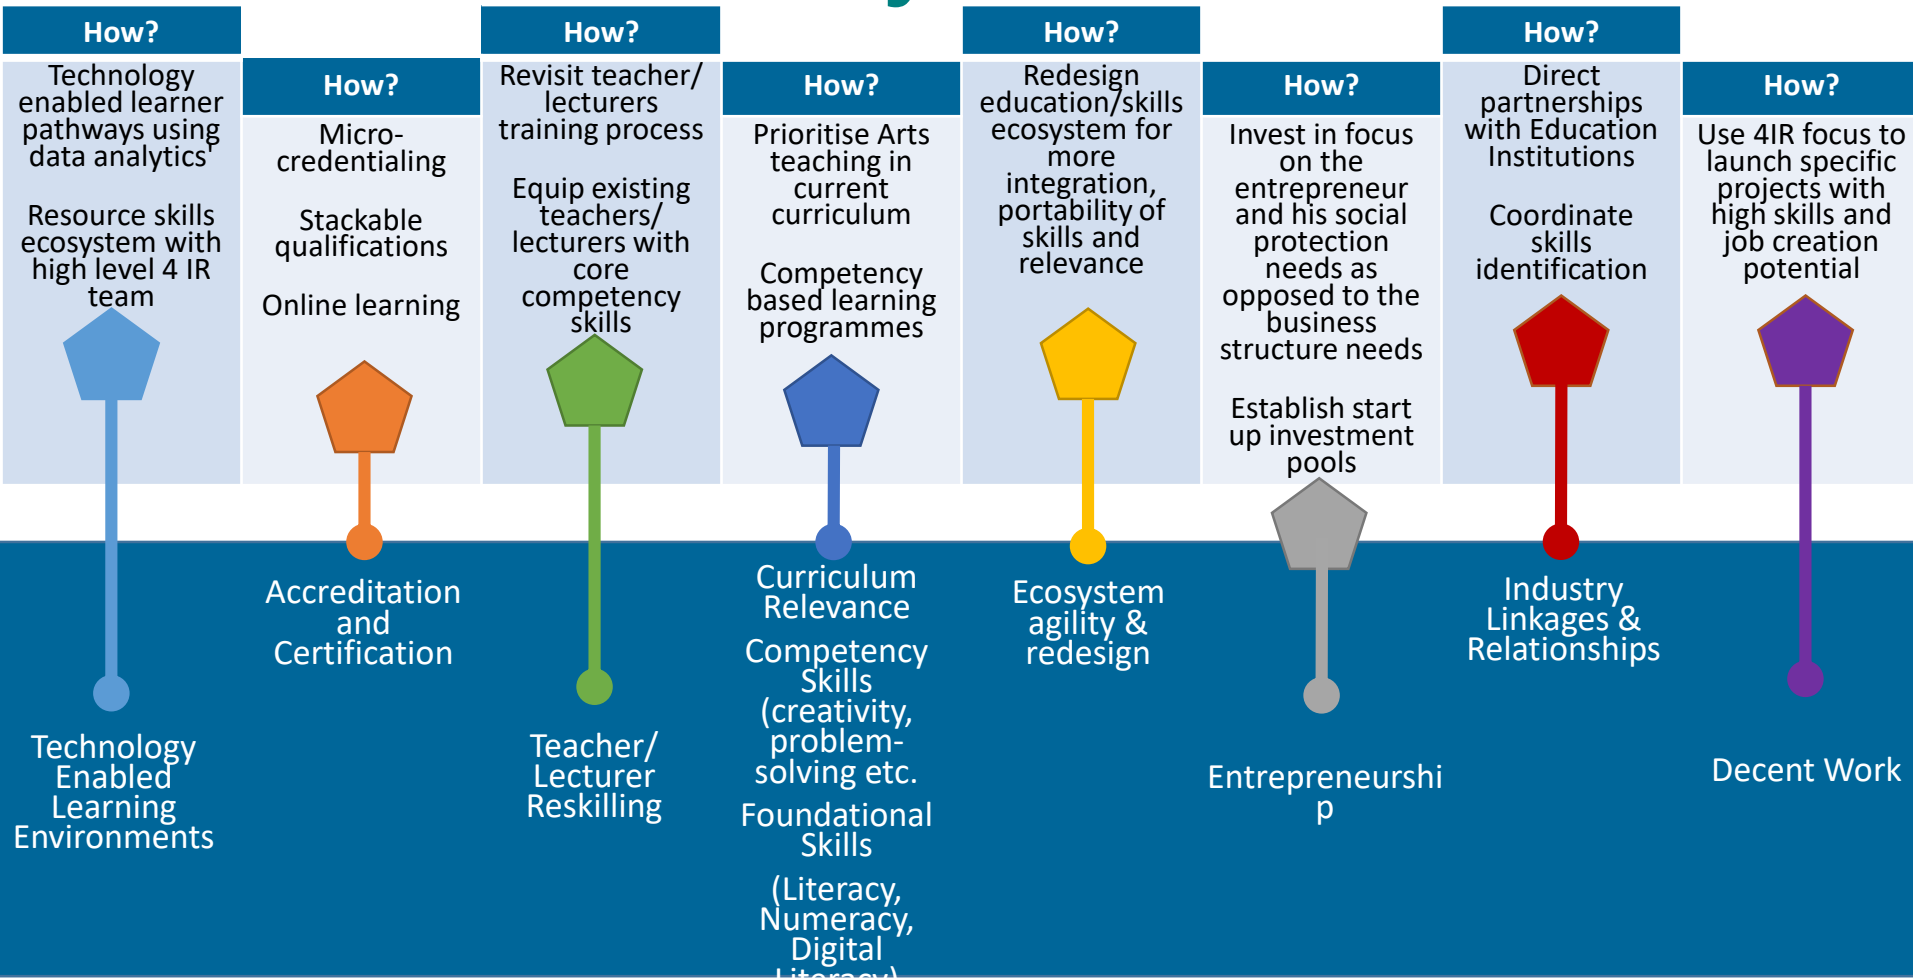 How?
Technology
enabled learner
pathways using
data analytics'
Resource skills
ecosystem with
high level 4 IR
team
How?
Micro-
credentialing
Stackable
qualifications
Online learning
How?
Revisit teacher/
lecturers
training process
Equip existing
teachers/
lecturers with
core
competency
skills
How?
Prioritise Arts
teaching in
current
curriculum
Competency
based learning
programmes
How?
Redesign
education/skills
ecosystem for
more
integration,
portability of
skills and
relevance
How?
Invest in focus
on the
entrepreneur
and his social
protection
needs as
opposed to the
business
structure needs
Establish start
up investment
pools
How?
Direct
partnerships
with Education
Institutions
Coordinate
skills
identification
How?
Use 4IR focus to
launch specific
projects with
high skills and
job creation
potential
Technology
Enabled
Learning
Environments
Accreditation
and
Certification
Teacher/
Lecturer
Reskilling
Curriculum
Relevance
Competency
Skills
(creativity,
problem-
solving etc.
Foundational
Skills
(Literacy,
Numeracy,
Digital
Literacy)
Ecosystem
agility &
redesign
Entrepreneurshi
p
Industry
Linkages &
Relationships
Decent Work